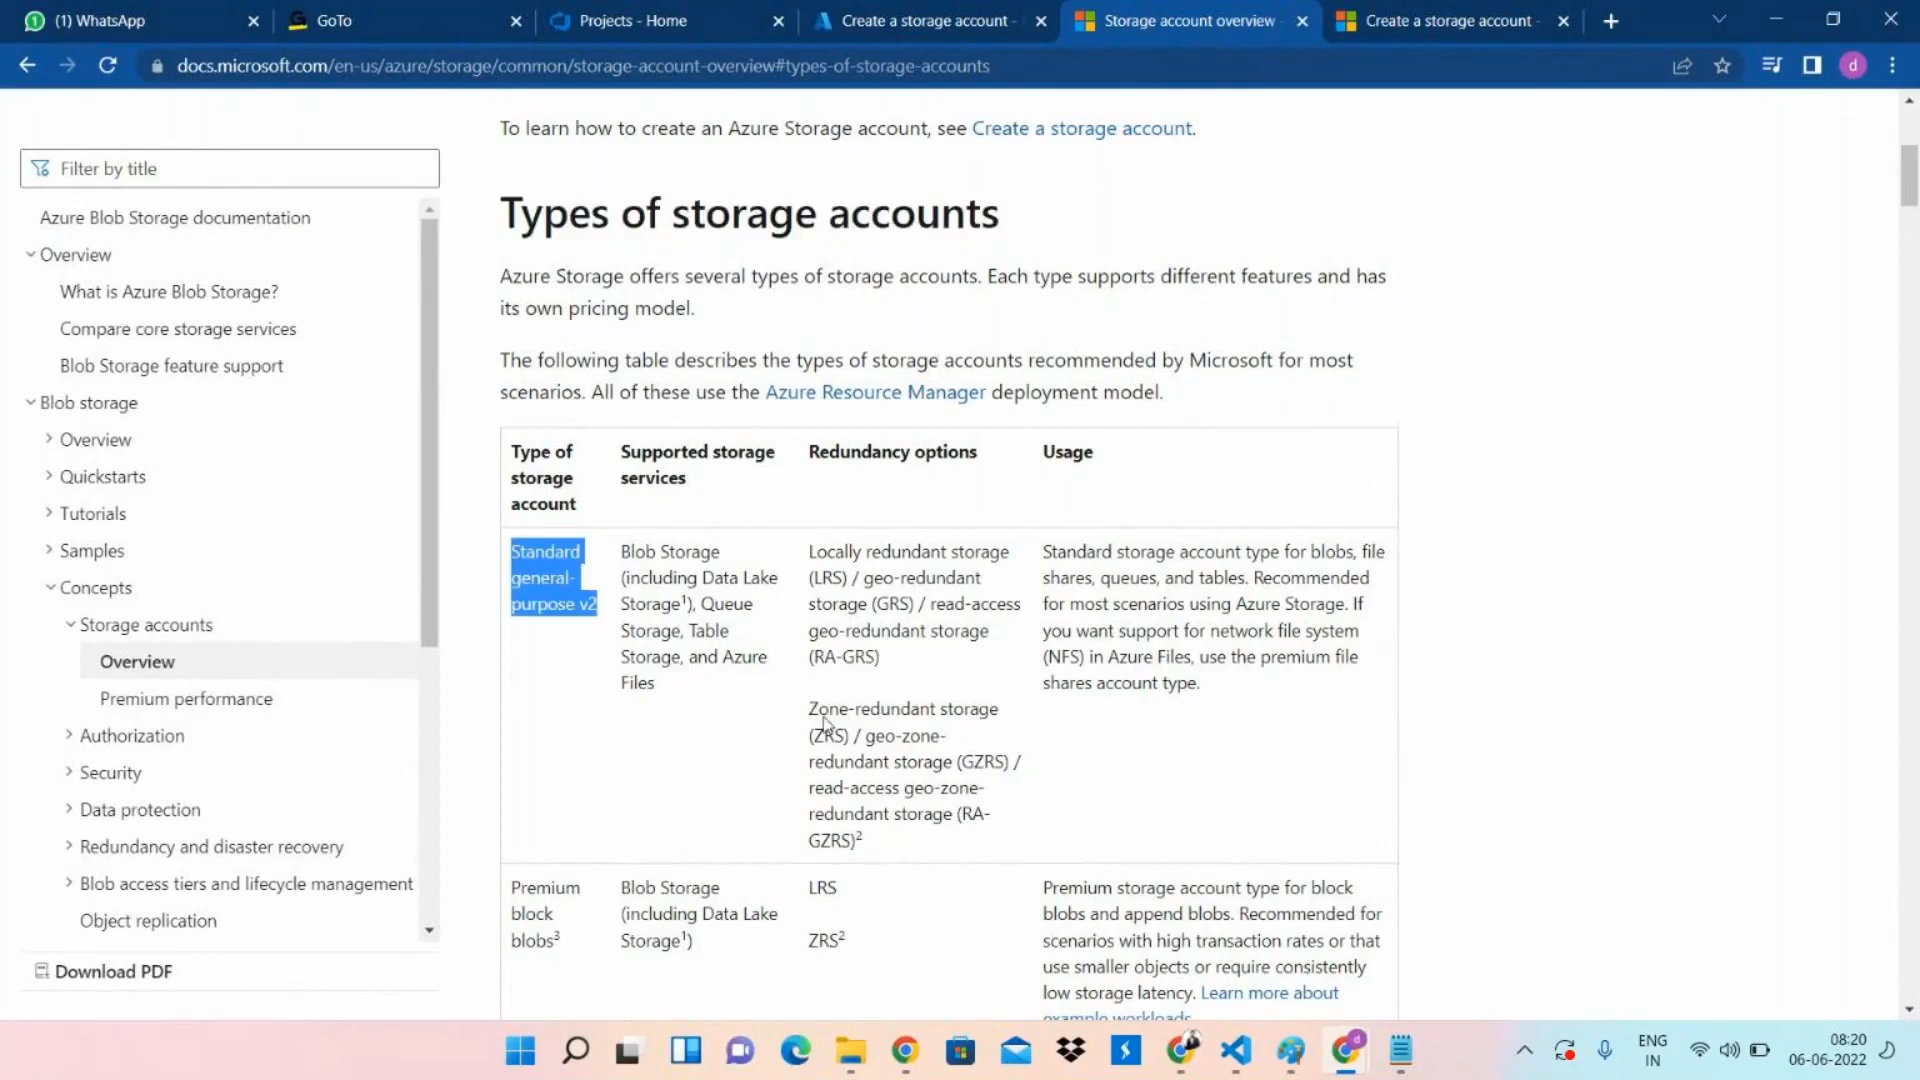 (1) WhatsApp
GoTo
Projects - Home
Create a storage account -
Storage account overview
Create a storage account -
docs.microsoft.com/en-us/azure/storage/common/storage-account-overview#types-of-storage-accounts
d
Filter by title
Azure Blob Storage documentation
Overview
What is Azure Blob Storage?
Compare core storage services
Blob Storage feature support
Blob storage
Overview
Quickstarts
Tutorials
Samples
Concepts
Storage accounts
Overview
Premium performance
Authorization
Security
Data protection
Redundancy and disaster recovery
Blob access tiers and lifecycle management
Object replication
Download PDF
To learn how to create an Azure Storage account, see Create a storage account.
Types of storage accounts
Azure Storage offers several types of storage accounts. Each type supports different features and has
its own pricing model.
The following table describes the types of storage accounts recommended by Microsoft for most
scenarios. All of these use the Azure Resource Manager deployment model.
Type of
storage
account
Supported storage
services
Redundancy options
Usage
Standard
general-
purpose v2
Blob Storage
(including Data Lake
Storage¹), Queue
Storage, Table
Storage, and Azure
Files
Locally redundant storage
(LRS) / geo-redundant
storage (GRS) / read-access
geo-redundant storage
(RA-GRS)
Zone-redundant storage
(ZRS) / geo-zone-
redundant storage (GZRS) /
read-access geo-zone-
redundant storage (RA-
GZRS)²
Standard storage account type for blobs, file
shares, queues, and tables. Recommended
for most scenarios using Azure Storage. If
you want support for network file system
(NFS) in Azure Files, use the premium file
shares account type.
Premium
block
blobs³
Blob Storage
(including Data Lake
Storage¹)
LRS
ZRS²
Premium storage account type for block
blobs and append blobs. Recommended for
scenarios with high transaction rates or that
use smaller objects or require consistently
low storage latency. Learn more about
example workloads
ENG
IN
08:20
06-06-2022